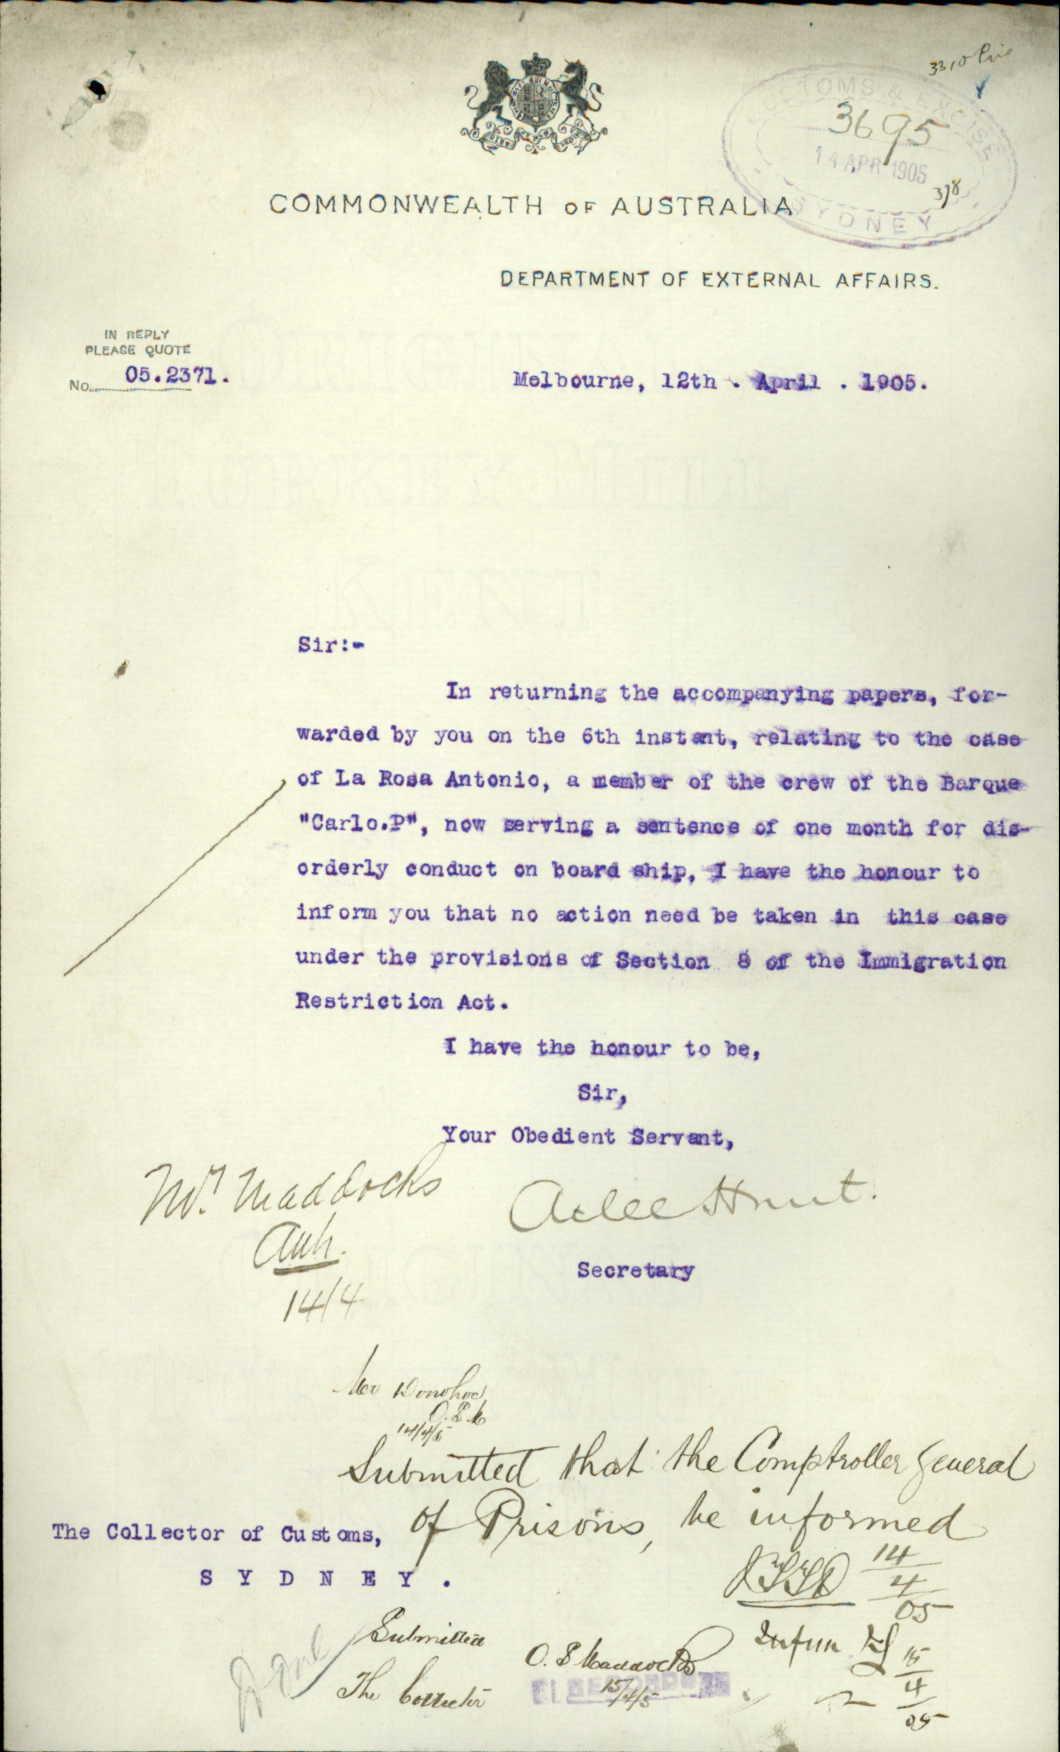 3310
CUSTOMS & EXCISE
3695
14 APR 1905
378
SYDNEY
COMMONWEALTH OF AUSTRALIA
DEPARTMENT OF EXTERNAL AFFAIRS.
IN REPLY
PLEASE QUOTE
No. 05.2371.
Melbourne, 12th . April . 1905.
Sir:-
In returning the accompanying papers, for-
warded by you on the 6th instant, relating to the case
of La Rosa Antonio, a member of the crew of the Barque
"Carlo.P", now serving a sentence of one month for dis-
orderly conduct on board ship, I have the honour to
inform you that no action need be taken in this case
under the provisions of Section 8 of the Immigration
Restriction Act.
I have the honour to be,
Sir,
Your Obedient Servant,
Atlee Hunt.
Secretary
Mr. Maddocks
14/4
Mr Donohoe
14/4/5
Submitted that the Comptroller General
of Prisons, be informed
14
4
05
The Collector of Customs,
SYDNEY.
Submitted
The Collector
O. S Maddocks
15/4/5
Inform
15
4
05
Done